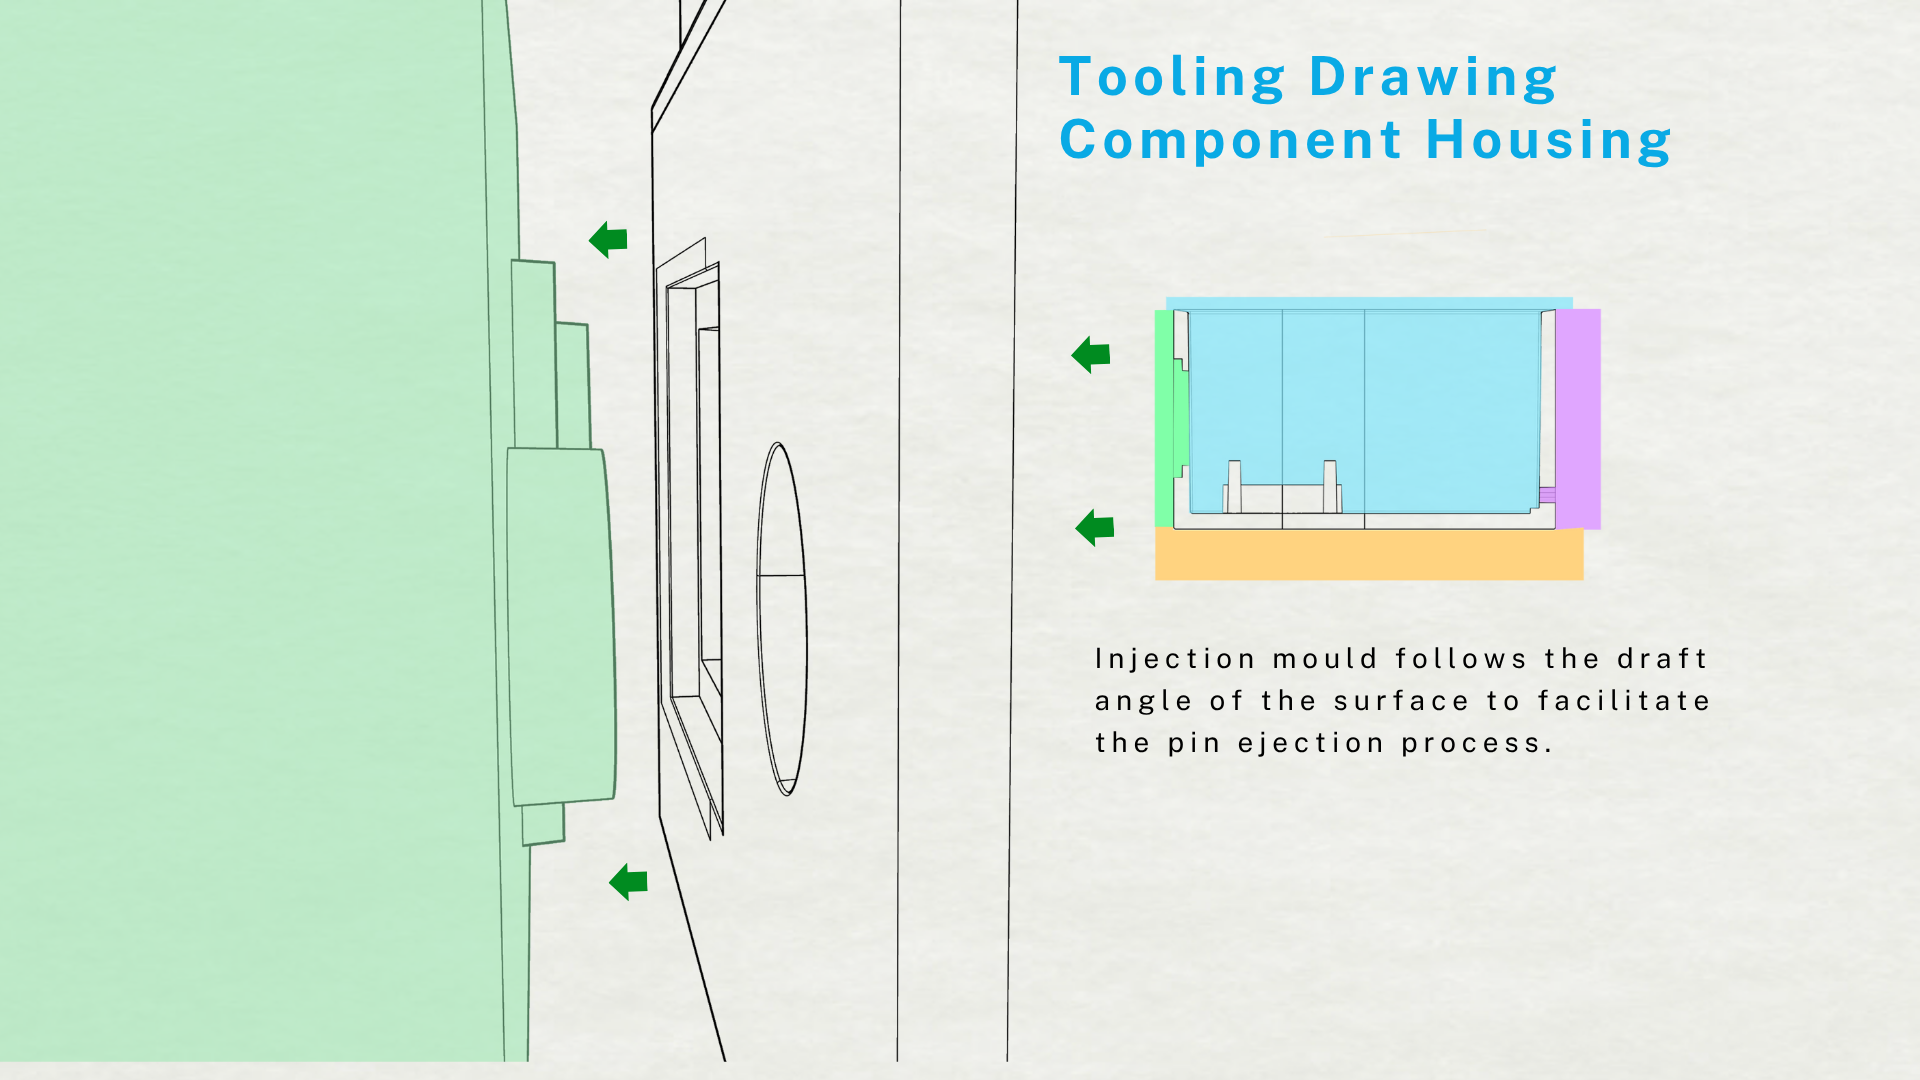 Tooling Drawing
Component Housing
Injection mould follows the draft
angle of the surface to facilitate
the pin ejection process.